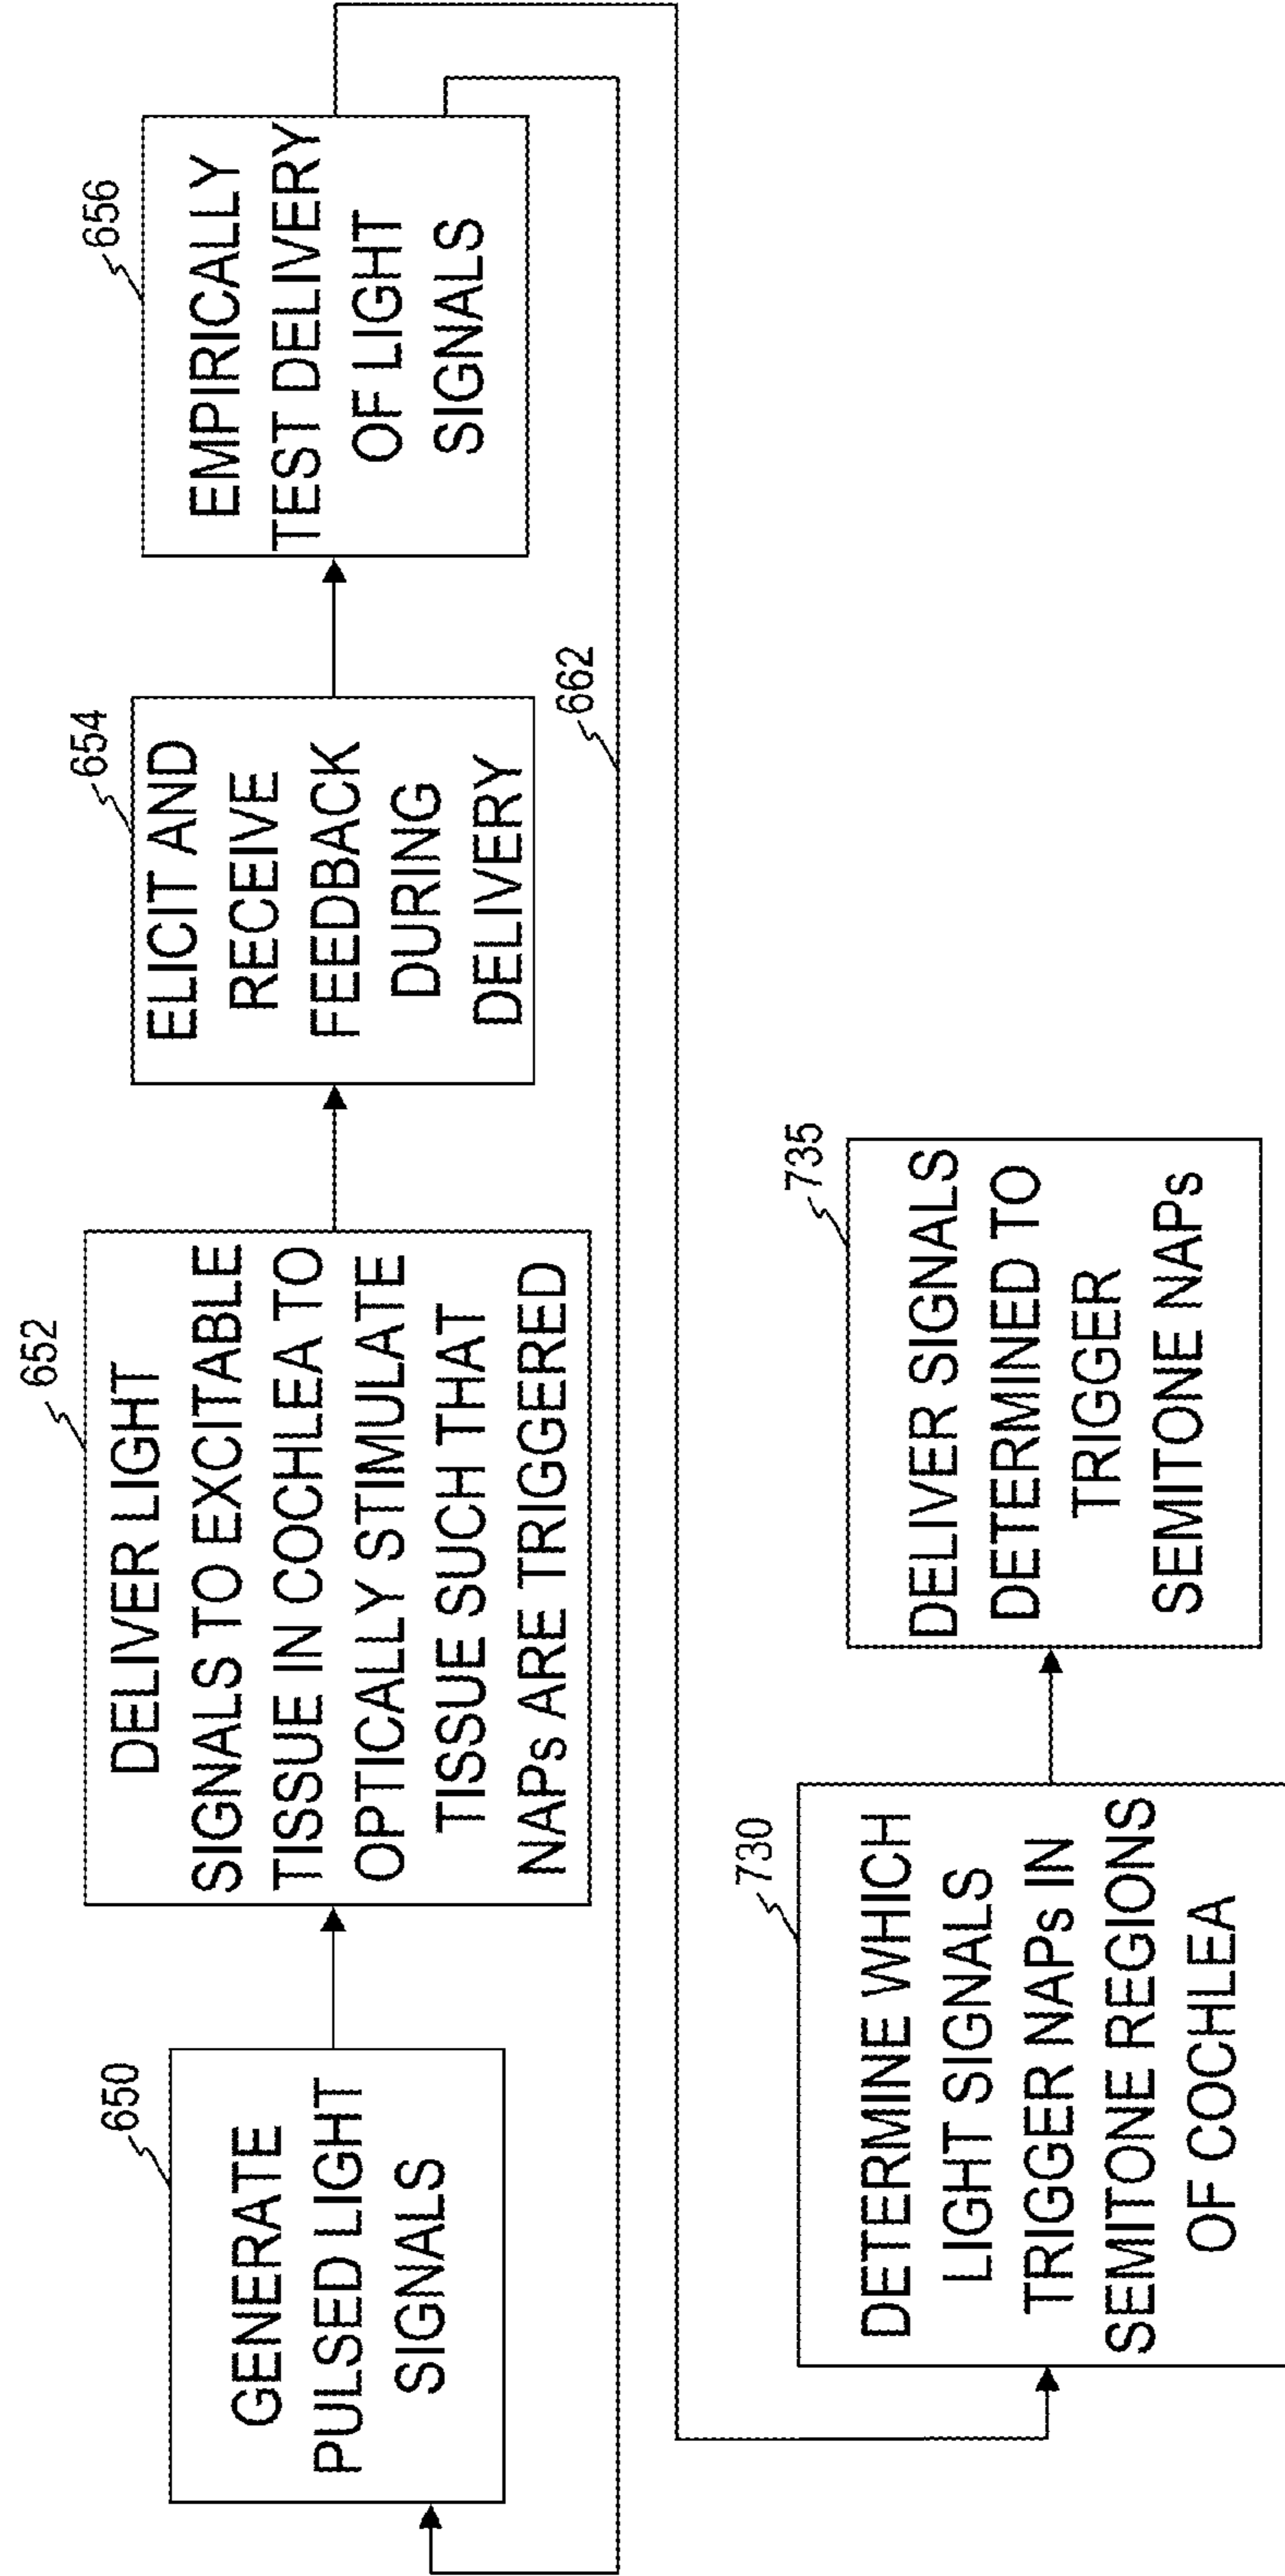 650
GENERATE
PULSED LIGHT
SIGNALS
652
DELIVER LIGHT
SIGNALS TO EXCITABLE
TISSUE IN COCHLEA TO
OPTICALLY STIMULATE
TISSUE SUCH THAT
NAPs ARE TRIGGERED
654
ELICIT AND
RECEIVE
FEEDBACK
DURING
DELIVERY
656
EMPIRICALLY
TEST DELIVERY
OF LIGHT
SIGNALS
662
730
DETERMINE WHICH
LIGHT SIGNALS
TRIGGER NAPs IN
SEMITONE REGIONS
OF COCHLEA
735
DELIVER SIGNALS
DETERMINED TO
TRIGGER
SEMITONE NAPs